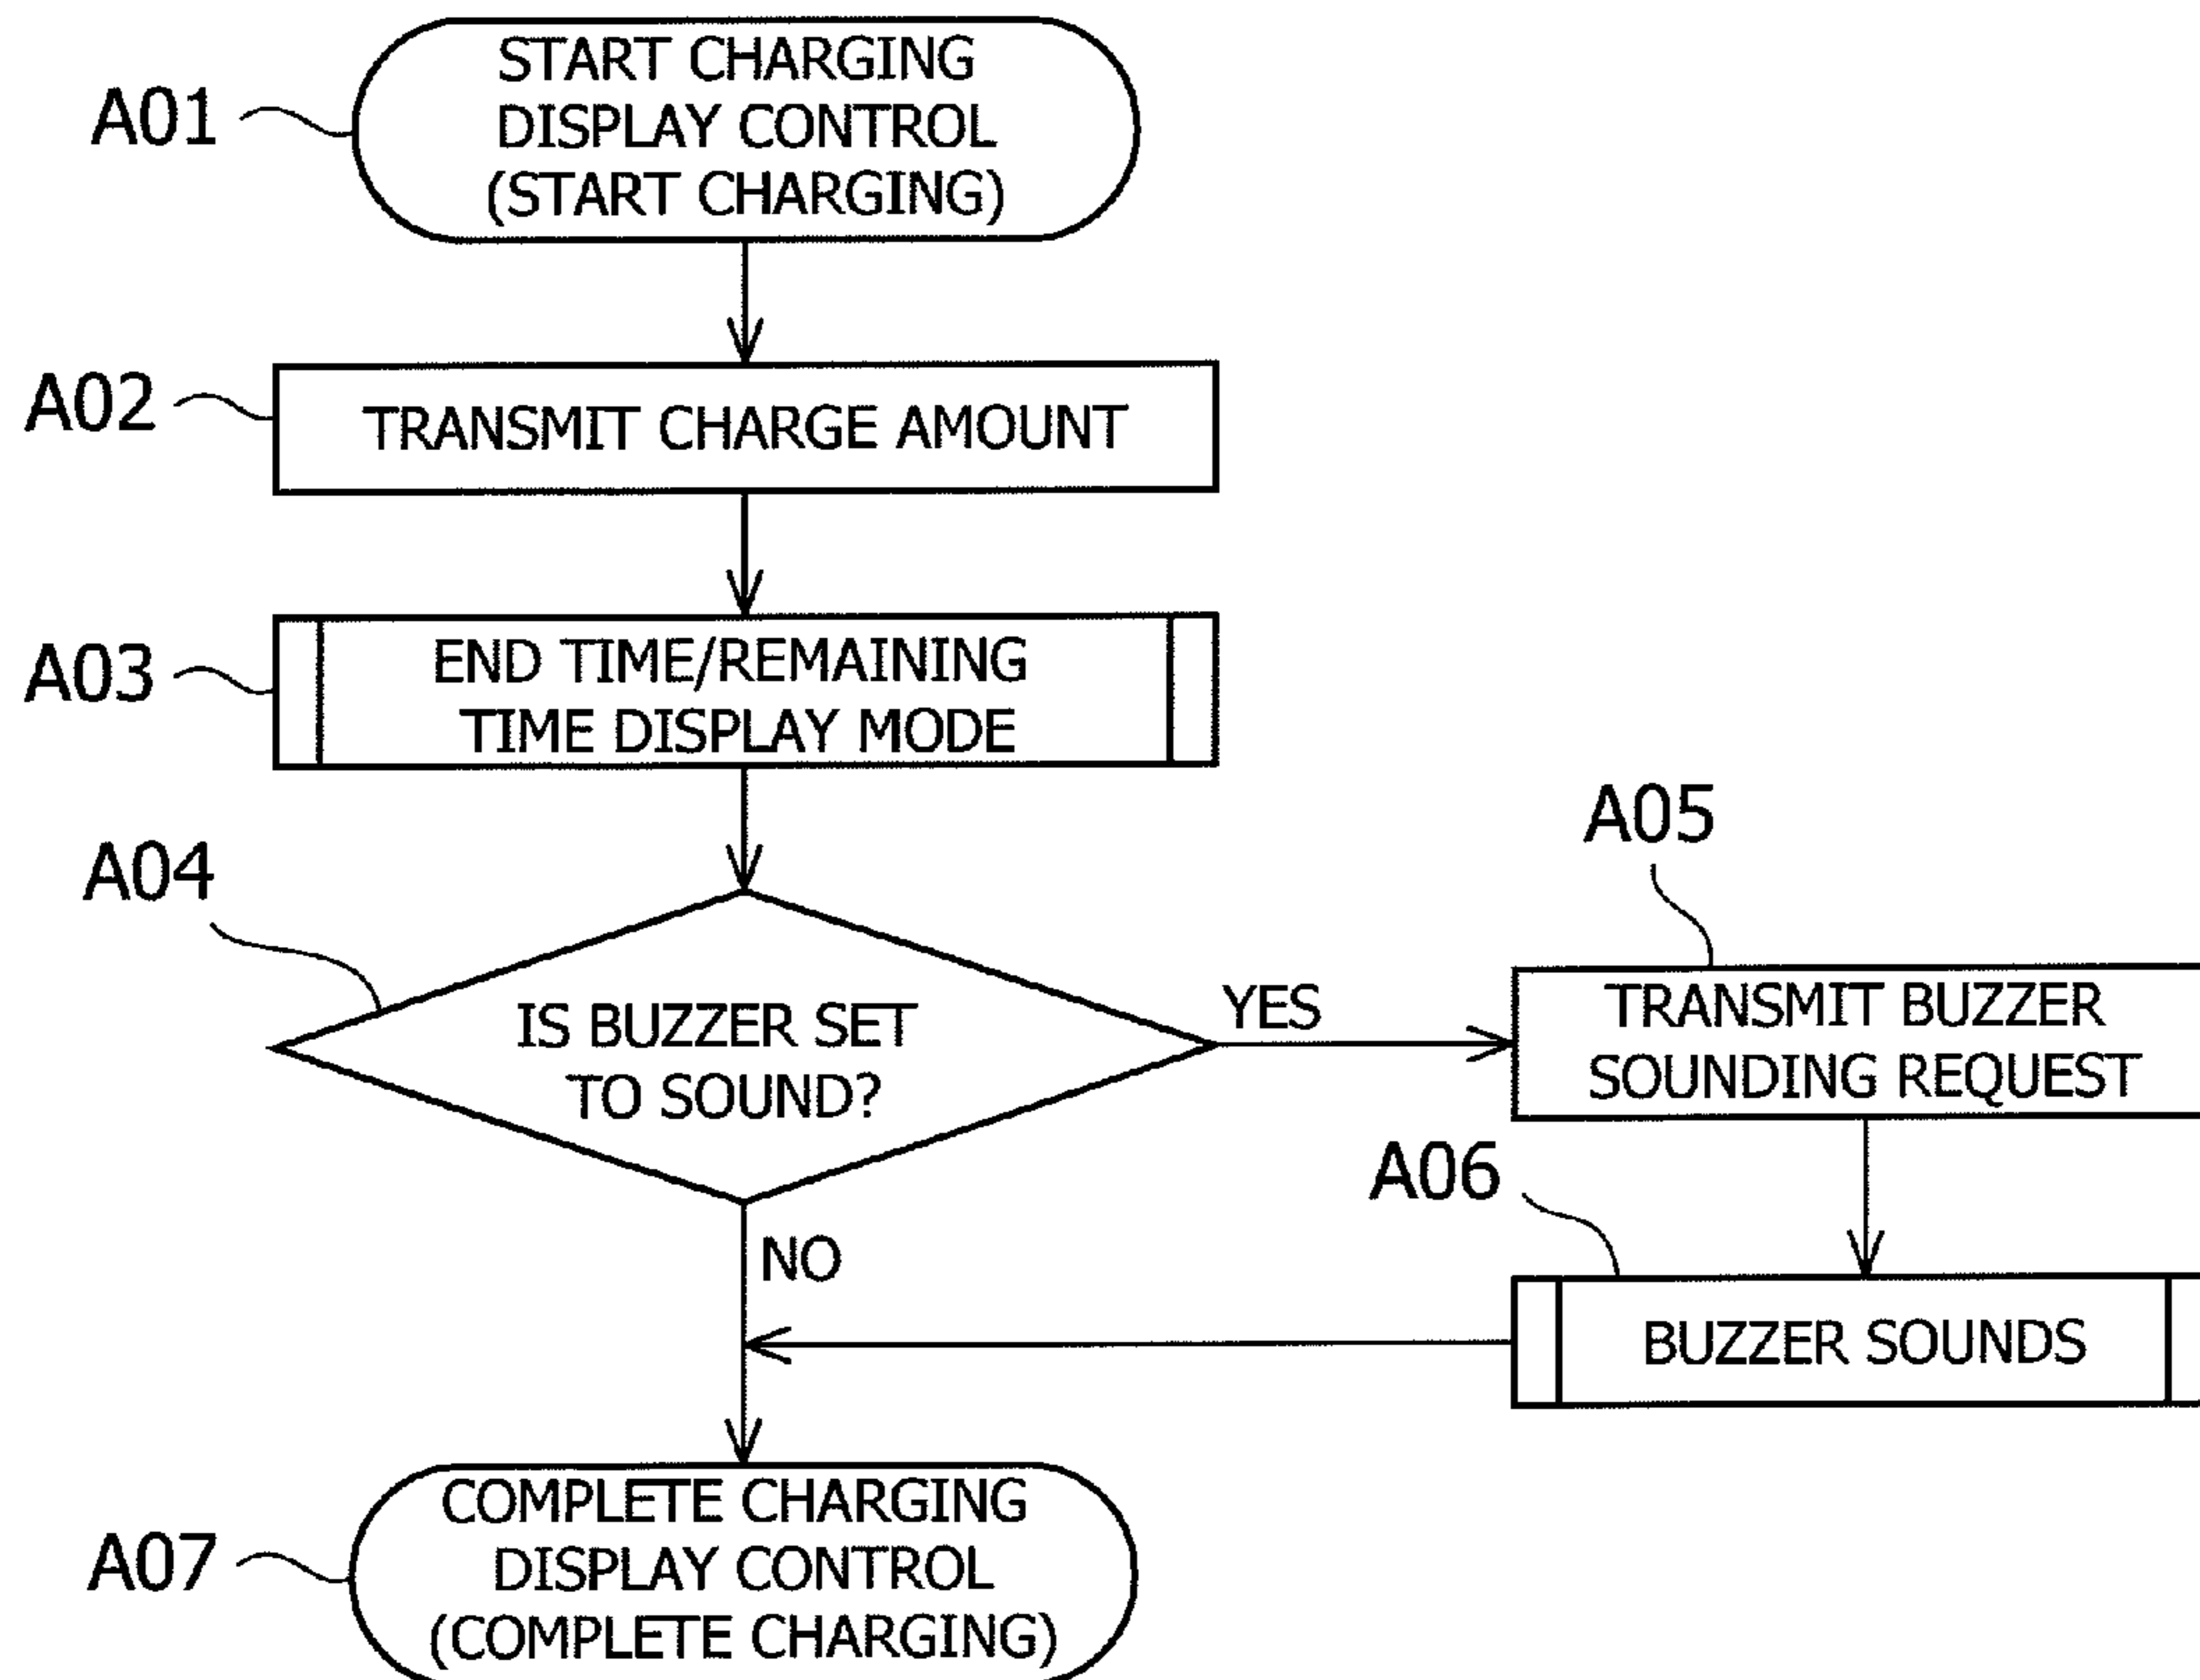 A01
START CHARGING
DISPLAY CONTROL
(START CHARGING)
A02
TRANSMIT CHARGE AMOUNT
A03
END TIME/REMAINING
TIME DISPLAY MODE
A04
IS BUZZER SET
TO SOUND?
YES
NO
A05
TRANSMIT BUZZER
SOUNDING REQUEST
A06
BUZZER SOUNDS
A07
COMPLETE CHARGING
DISPLAY CONTROL
(COMPLETE CHARGING)